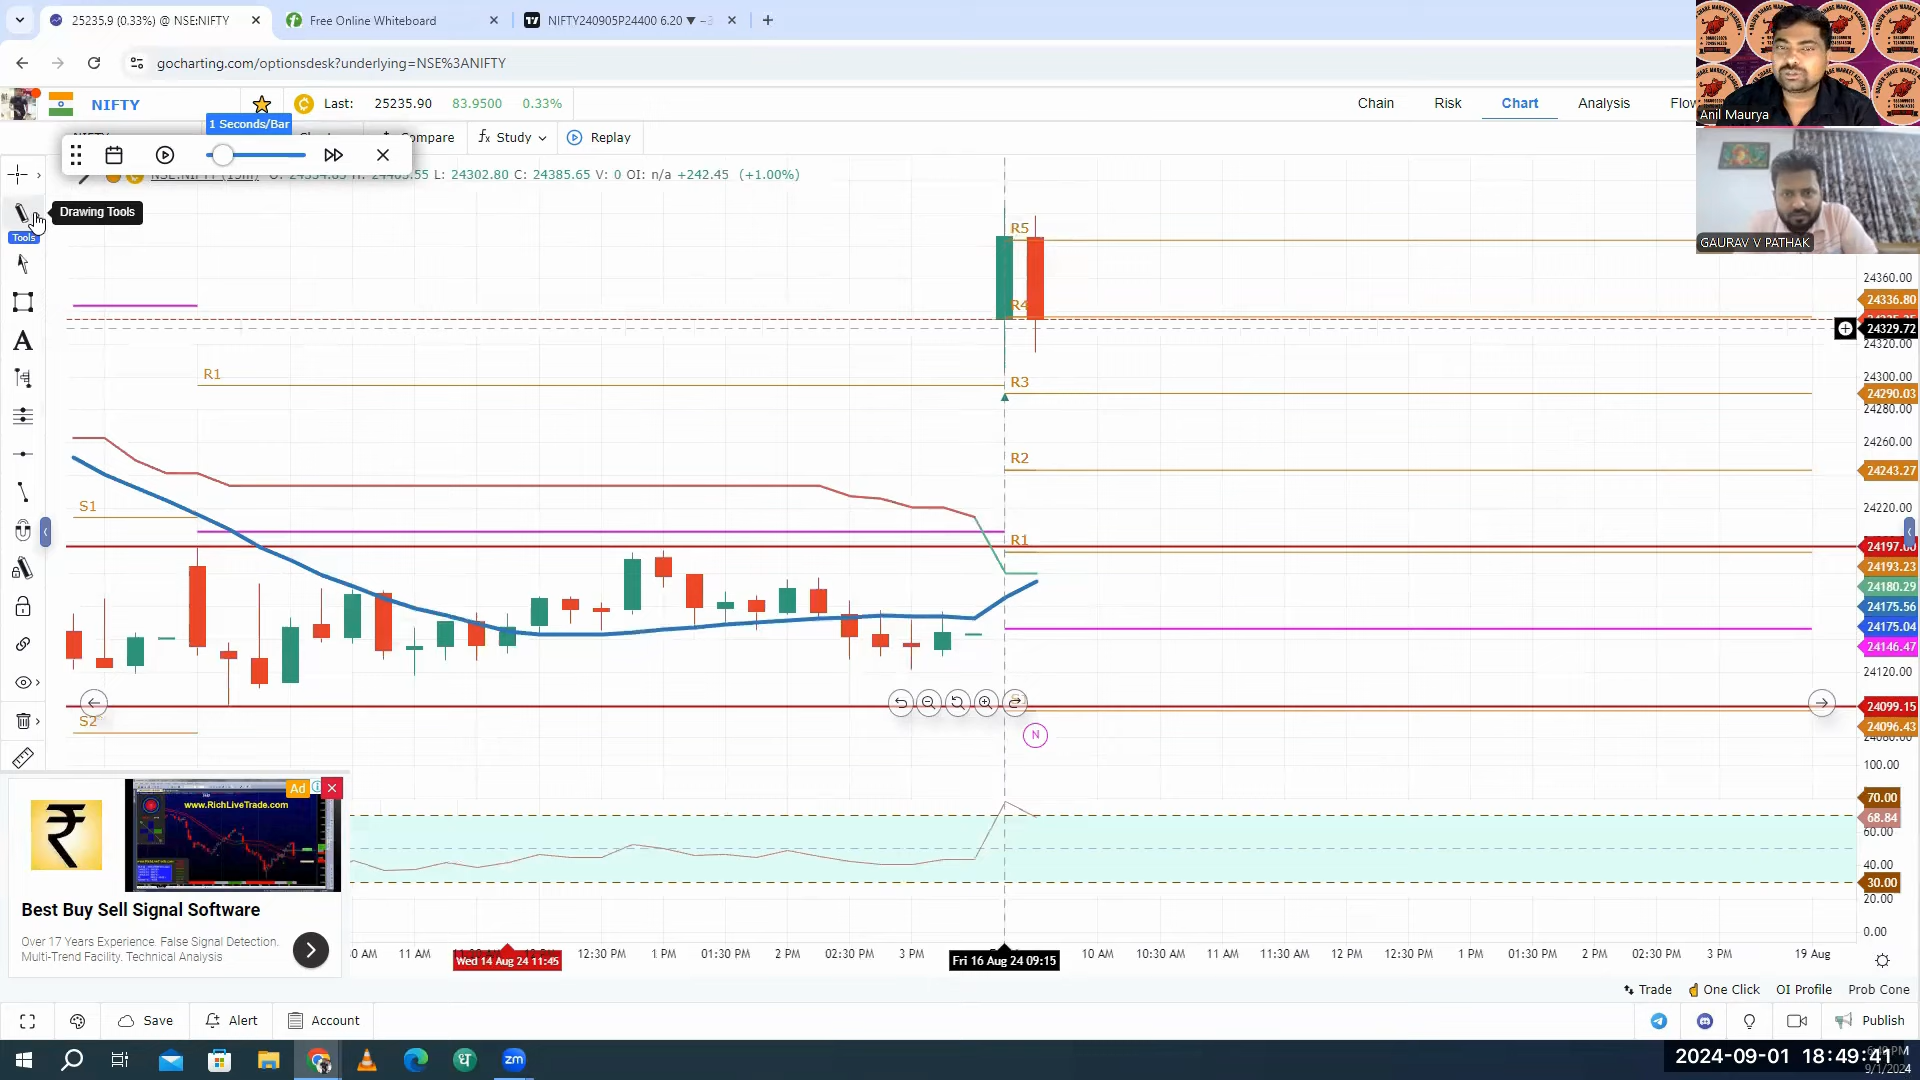 25235.9 (0.33%) @ NSE:NIFTY
Free Online Whiteboard
NIFTY240905P24400 6.20 ▼
gocharting.com/optionsdesk?underlying=NSE%3ANIFTY
NIFTY
Last: 25235.90 83.9500 0.33%
Chain
Risk
Chart
Analysis
1 Seconds/Bar
Compare
Study
Replay
L: 24302.80 C: 24385.65 V: 0 OI: n/a +242.45 (+1.00%)
Drawing Tools
Tools
Anil Maurya
GAURAV V PATHAK
R5
R4
R3
R2
R1
R1
S1
S2
N
24360.00
24336.80
24329.72
24320.00
24300.00
24290.03
24280.00
24260.00
24243.27
24220.00
24193.23
24180.29
24175.56
24175.04
24146.47
24120.00
24099.15
24096.43
100.00
70.00
68.84
60.00
40.00
30.00
20.00
0.00
Ad
www.RichLiveTrade.com
Best Buy Sell Signal Software
Over 17 Years Experience. False Signal Detection.
Multi-Trend Facility. Technical Analysis
11 AM
Wed 14 Aug 24 11:45
12:30 PM
1 PM
01:30 PM
2 PM
02:30 PM
3 PM
Fri 16 Aug 24 09:15
10 AM
10:30 AM
11 AM
11:30 AM
12 PM
12:30 PM
1 PM
01:30 PM
2 PM
02:30 PM
3 PM
19 Aug
Trade
One Click
OI Profile
Prob Cone
Save
Alert
Account
Publish
zm
2024-09-01 18:49:41
9/1/2024